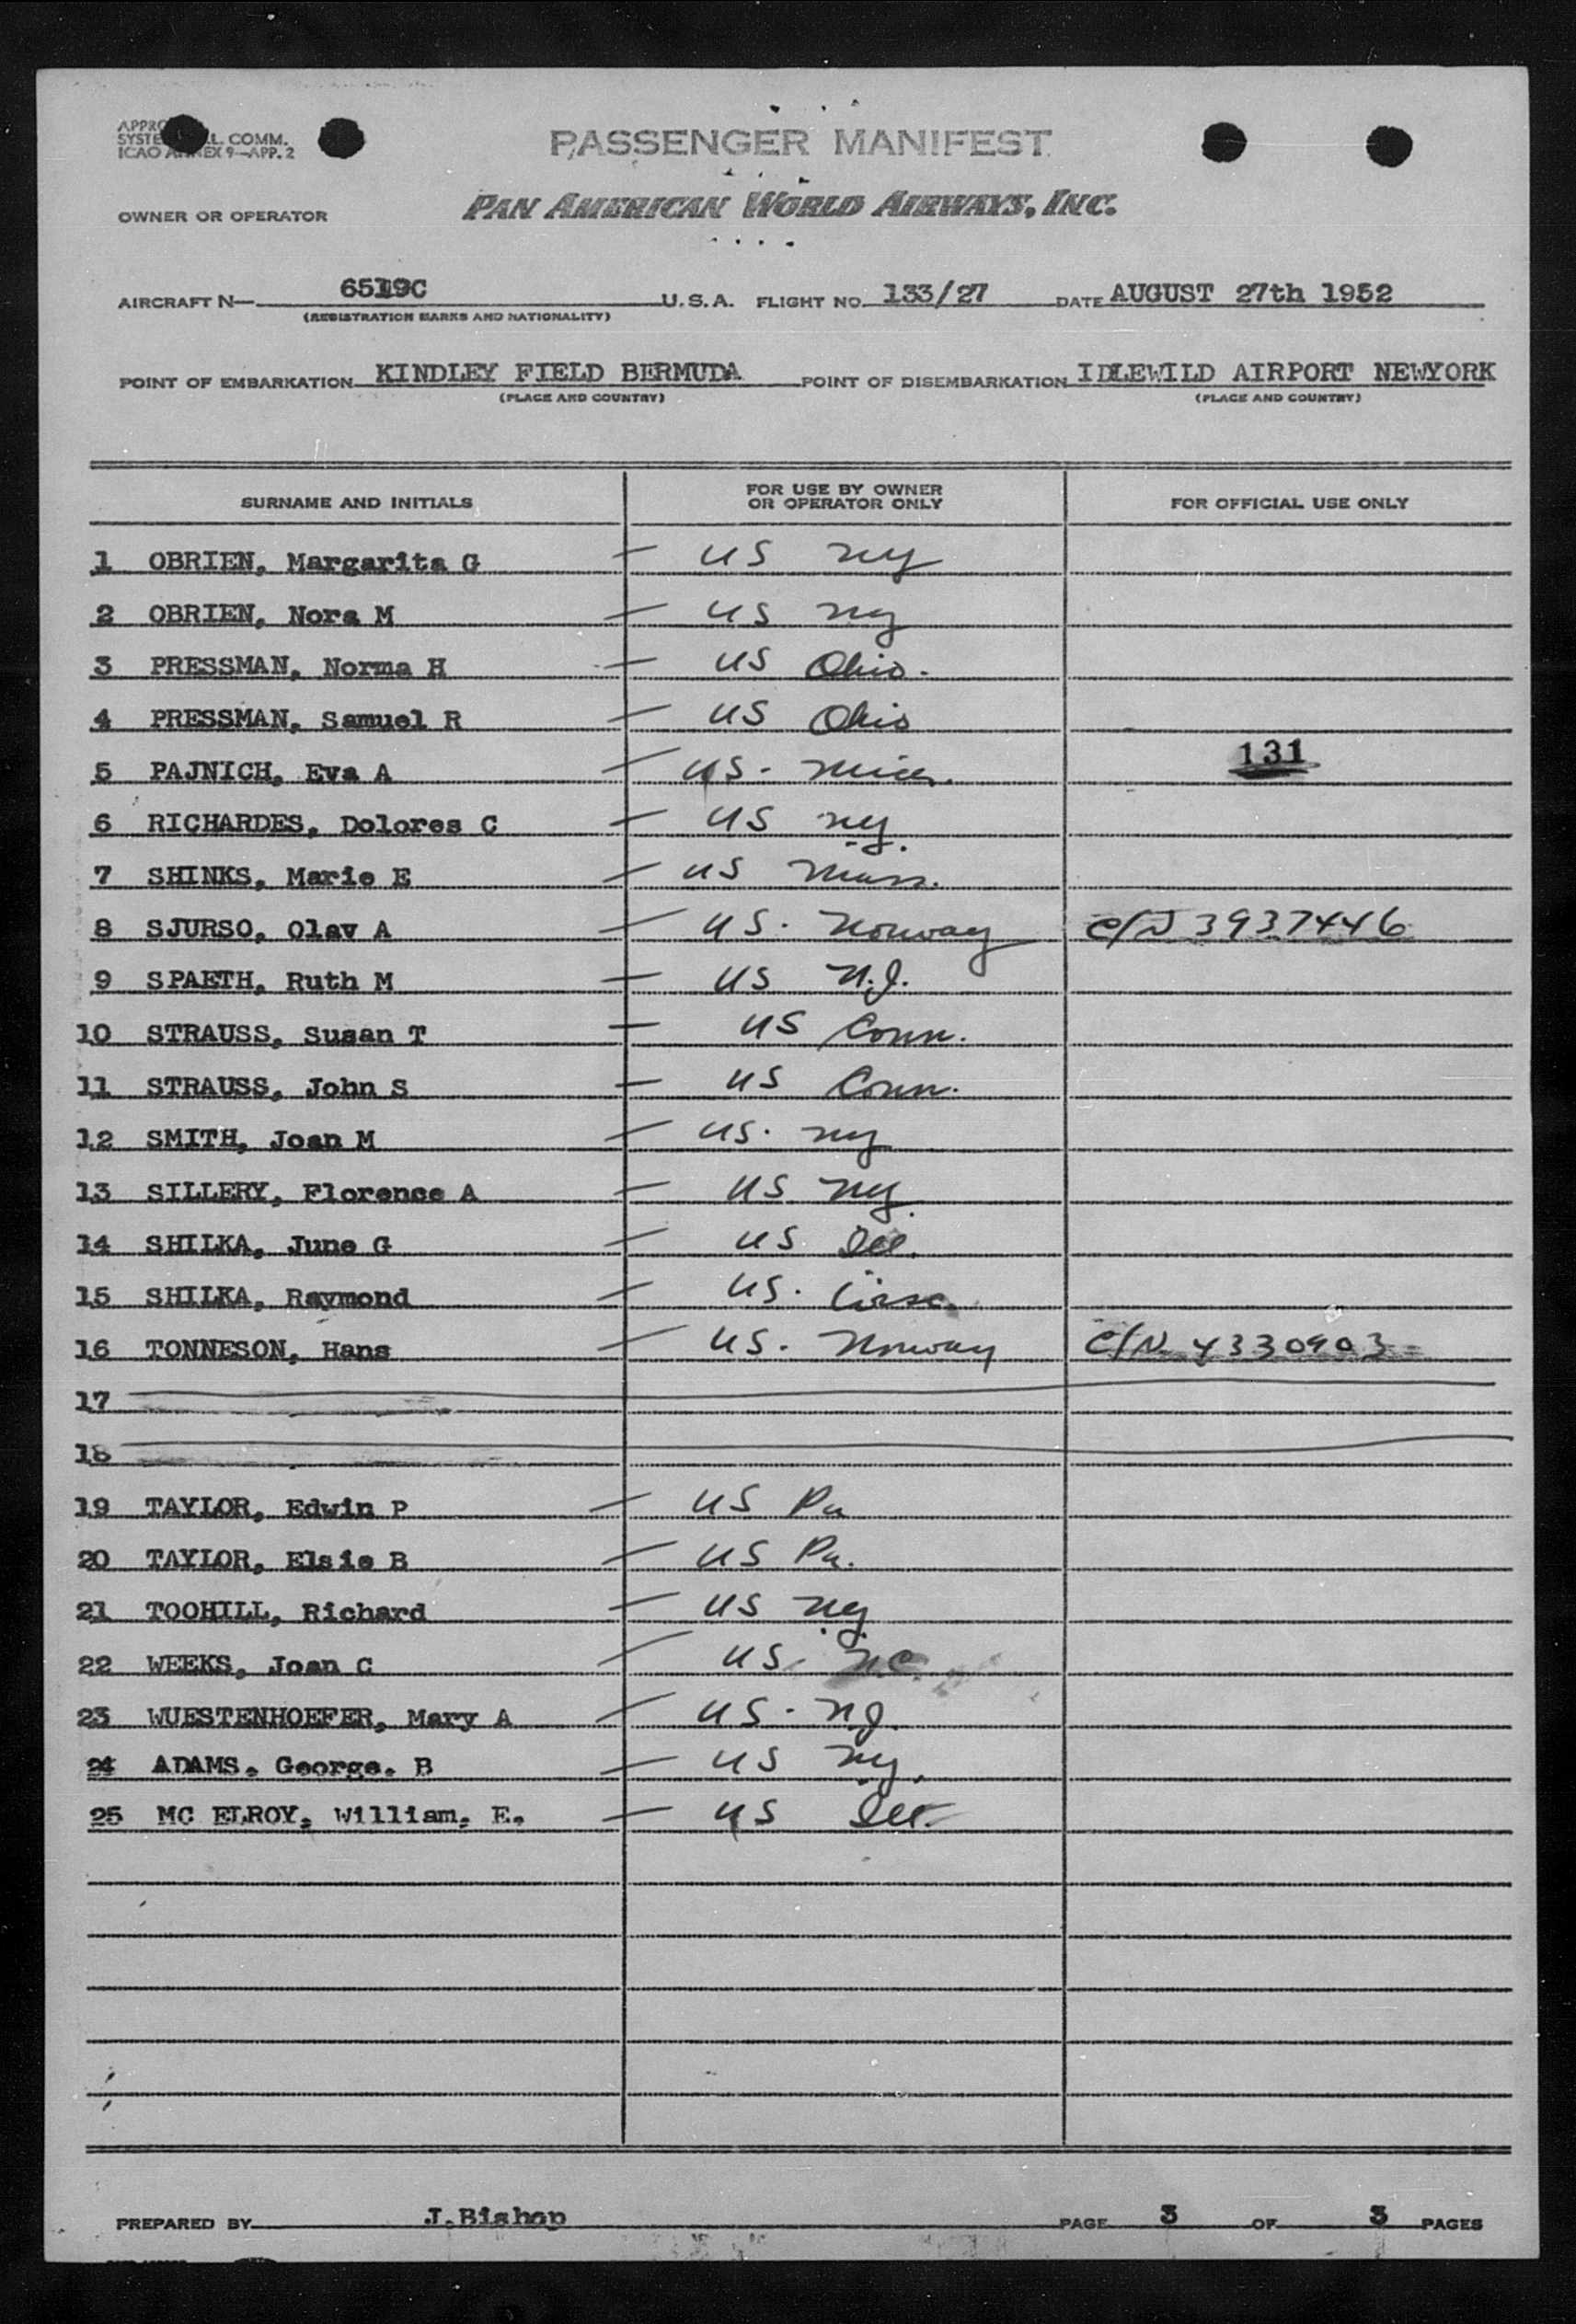 PASSENGER MANIFEST
ICAO ANNEX 9—APP. 2
OWNER OR OPERATOR PAN AMERICAN WORLD AIRWAYS, INC.
AIRCRAFT N— 6519C U.S.A. FLIGHT NO. 133/27 DATE AUGUST 27th 1952
(REGISTRATION MARKS AND NATIONALITY)
POINT OF EMBARKATION KINDLEY FIELD BERMUDA POINT OF DISEMBARKATION IDLEWILD AIRPORT NEWYORK
(PLACE AND COUNTRY) (PLACE AND COUNTRY)
SURNAME AND INITIALS FOR USE BY OWNER OR OPERATOR ONLY FOR OFFICIAL USE ONLY
1 OBRIEN, Margarita G — US NY
2 OBRIEN, Nora M — US NY
3 PRESSMAN, Norma H — US Ohio.
4 PRESSMAN, Samuel R — US Ohio
5 PAJNICH, Eva A — US. 131
6 RICHARDES, Dolores C — US NY.
7 SHINKS, Marie E — US Mass.
8 SJURSO, Olav A — US. Norway C/N 3937446
9 SPAETH, Ruth M — US N.J.
10 STRAUSS, Susan T — US Conn.
11 STRAUSS, John S — US Conn.
12 SMITH, Joan M — US. NY
13 SILLERY, Florence A — US NY.
14 SHILKA, June G — US Ill.
15 SHILKA, Raymond — US.
16 TONNESON, Hans — US. Norway C/N 4330903
17
18
19 TAYLOR, Edwin P — US Pa
20 TAYLOR, Elsie B — US Pa.
21 TOOHILL, Richard — US NY
22 WEEKS, Joan C — US N.C.
23 WUESTENHOEFER, Mary A — US. NJ.
24 ADAMS. George. B — US NY.
25 MC ELROY, William, E. — US Ill.
PREPARED BY J.Bishop PAGE 3 OF 3 PAGES